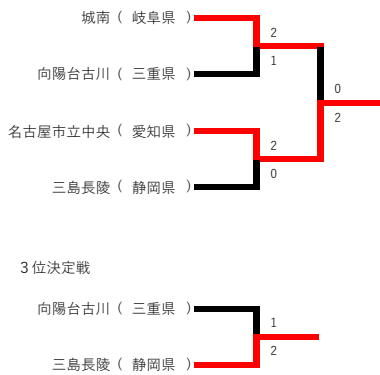 城南 ( 岐阜県 )
2
1
向陽台古川 ( 三重県 )
0
2
名古屋市立中央 ( 愛知県 )
2
0
三島長陵 ( 静岡県 )
３位決定戦
向陽台古川 ( 三重県 )
1
2
三島長陵 ( 静岡県 )